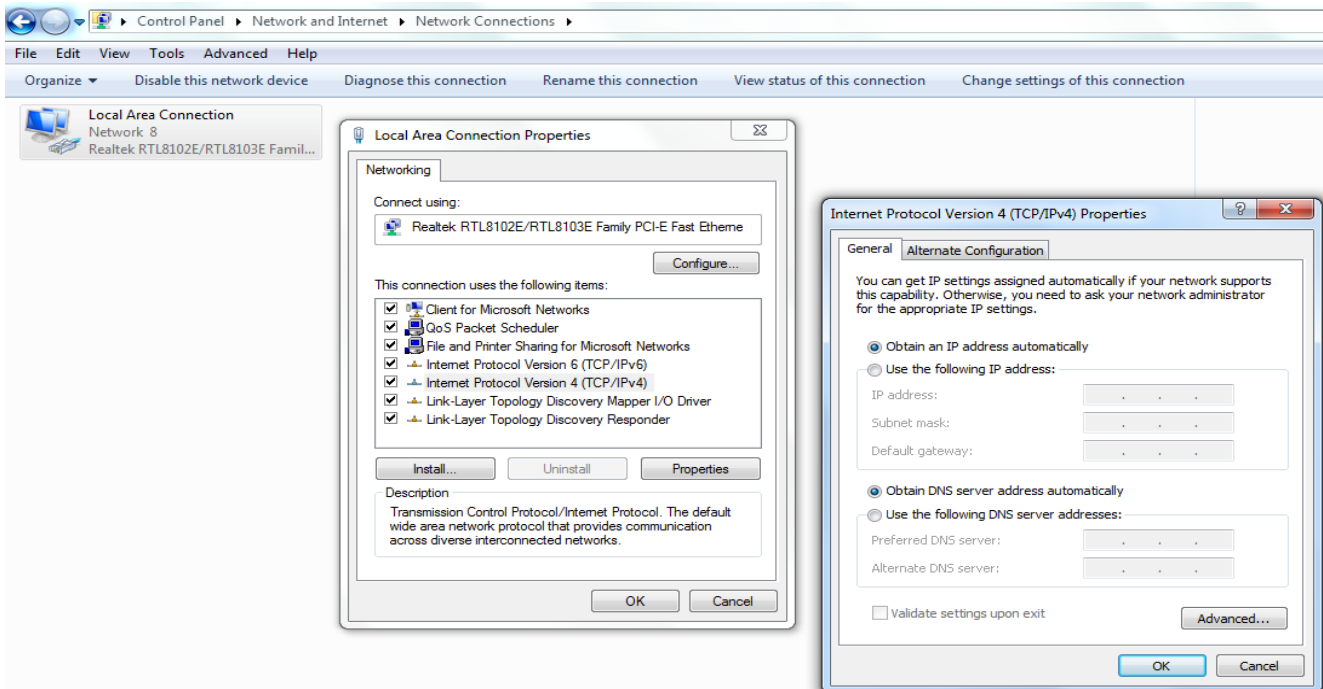 Control Panel Network and Internet Network Connections
File Edit View Tools Advanced Help
Organize Disable this network device Diagnose this connection Rename this connection View status of this connection Change settings of this connection
Local Area Connection
Network 8
Realtek RTL8102E/RTL8103E Famil...
Local Area Connection Properties
Networking
Connect using:
Realtek RTL8102E/RTL8103E Family PCI-E Fast Etheme
Configure...
This connection uses the following items:
Client for Microsoft Networks
QoS Packet Scheduler
File and Printer Sharing for Microsoft Networks
Internet Protocol Version 6 (TCP/IPv6)
Internet Protocol Version 4 (TCP/IPv4)
Link-Layer Topology Discovery Mapper I/O Driver
Link-Layer Topology Discovery Responder
Install... Uninstall Properties
Description
Transmission Control Protocol/Internet Protocol. The default
wide area network protocol that provides communication
across diverse interconnected networks.
OK Cancel
Internet Protocol Version 4 (TCP/IPv4) Properties
General Alternate Configuration
You can get IP settings assigned automatically if your network supports
this capability. Otherwise, you need to ask your network administrator
for the appropriate IP settings.
Obtain an IP address automatically
Use the following IP address:
IP address: . . .
Subnet mask: . . .
Default gateway: . . .
Obtain DNS server address automatically
Use the following DNS server addresses:
Preferred DNS server: . . .
Alternate DNS server: . . .
Validate settings upon exit
Advanced...
OK Cancel